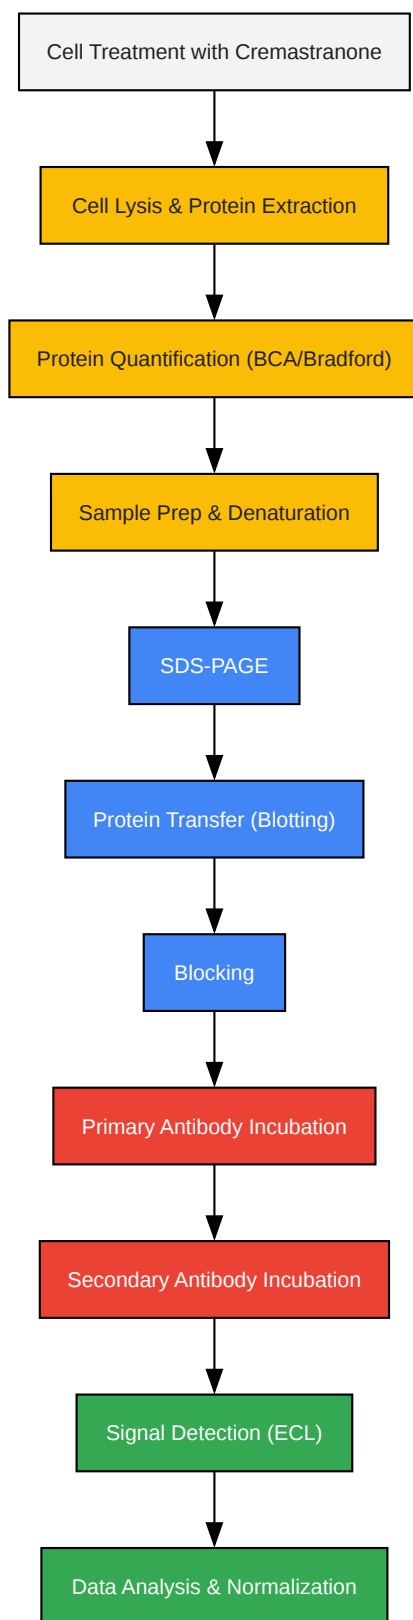 Cell Treatment with Cremastranone
Cell Lysis & Protein Extraction
Protein Quantification (BCA/Bradford)
Sample Prep & Denaturation
SDS-PAGE
Protein Transfer (Blotting)
Blocking
Primary Antibody Incubation
Secondary Antibody Incubation
Signal Detection (ECL)
Data Analysis & Normalization